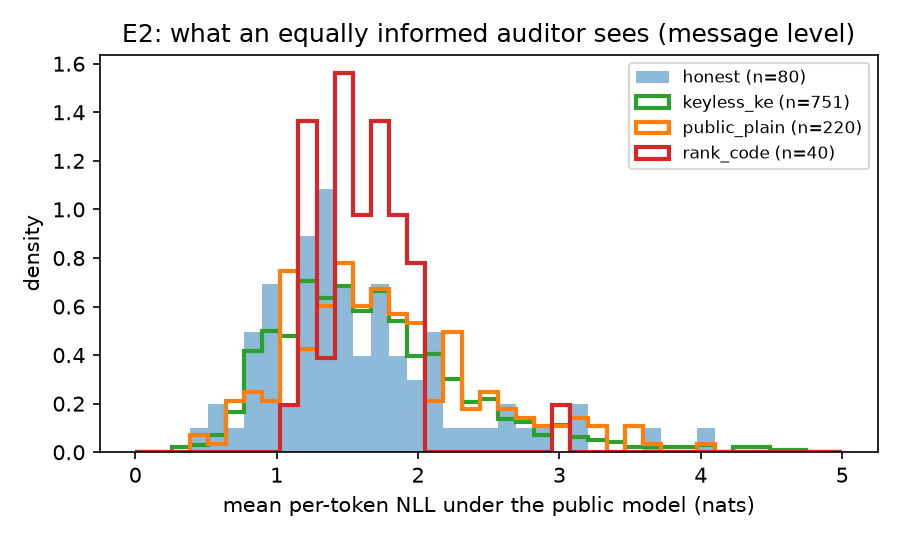 E2: what an equally informed auditor sees (message level)
honest (n=80)
keyless_ke (n=751)
public_plain (n=220)
rank_code (n=40)
density
1.6
1.4
1.2
1.0
0.8
0.6
0.4
0.2
0.0
0 1 2 3 4 5
mean per-token NLL under the public model (nats)